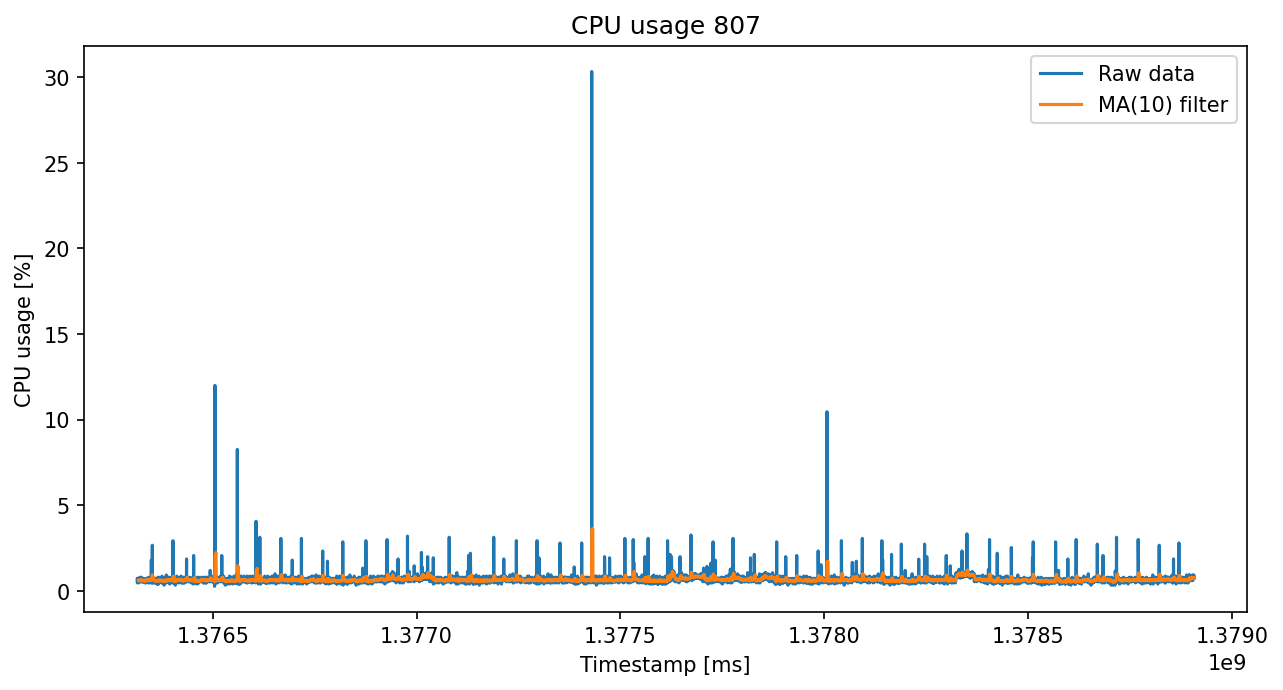 CPU usage 807
Raw data
MA(10) filter
CPU usage [%]
30
25
20
15
10
5
0
1.3765
1.3770
1.3775
1.3780
1.3785
1.3790
1e9
Timestamp [ms]